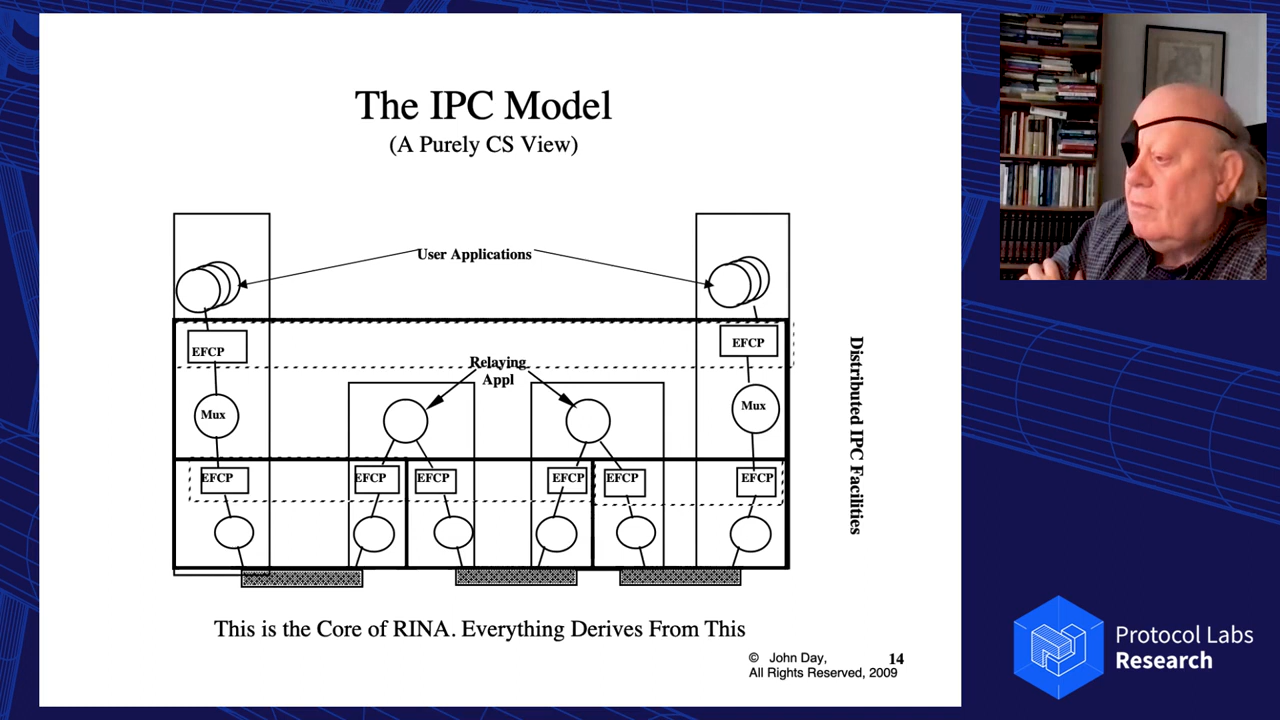 The IPC Model
(A Purely CS View)
User Applications
EFCP
EFCP
Relaying
Appl
Mux
Mux
EFCP
EFCP
EFCP
EFCP
EFCP
EFCP
Distributed IPC Facilities
This is the Core of RINA. Everything Derives From This
© John Day,
All Rights Reserved, 2009
14
Protocol Labs
Research